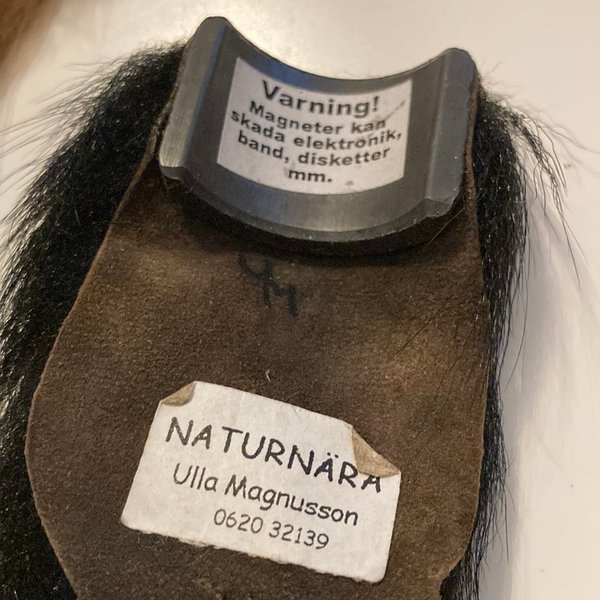 Varning!
Magneter kan
skada elektronik,
band, disketter
mm.
NATURNÄRA
Ulla Magnusson
0620 32139